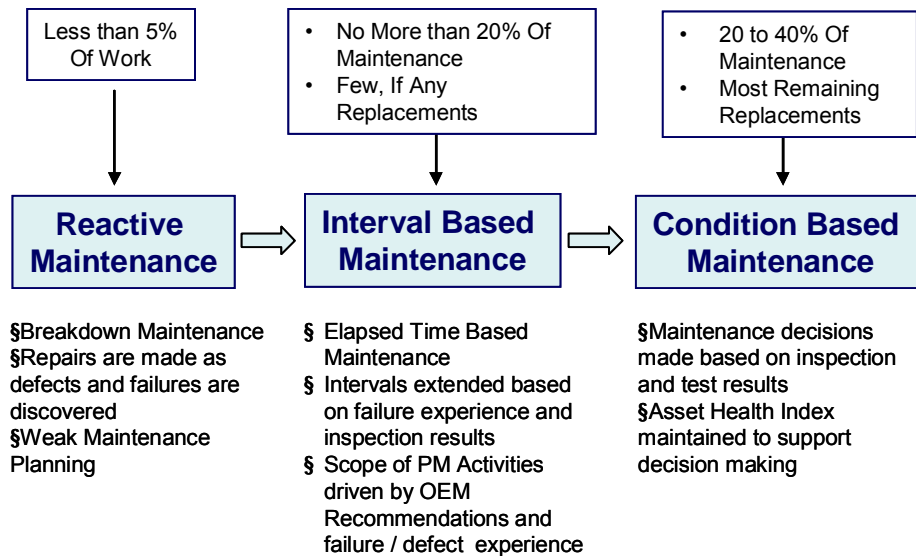 Less than 5%
Of Work
• No More than 20% Of
Maintenance
• Few, If Any
Replacements
• 20 to 40% Of
Maintenance
• Most Remaining
Replacements
Reactive
Maintenance
Interval Based
Maintenance
Condition Based
Maintenance
§Breakdown Maintenance
§Repairs are made as
defects and failures are
discovered
§Weak Maintenance
Planning
§ Elapsed Time Based
Maintenance
§ Intervals extended based
on failure experience and
inspection results
§ Scope of PM Activities
driven by OEM
Recommendations and
failure / defect experience
§Maintenance decisions
made based on inspection
and test results
§Asset Health Index
maintained to support
decision making